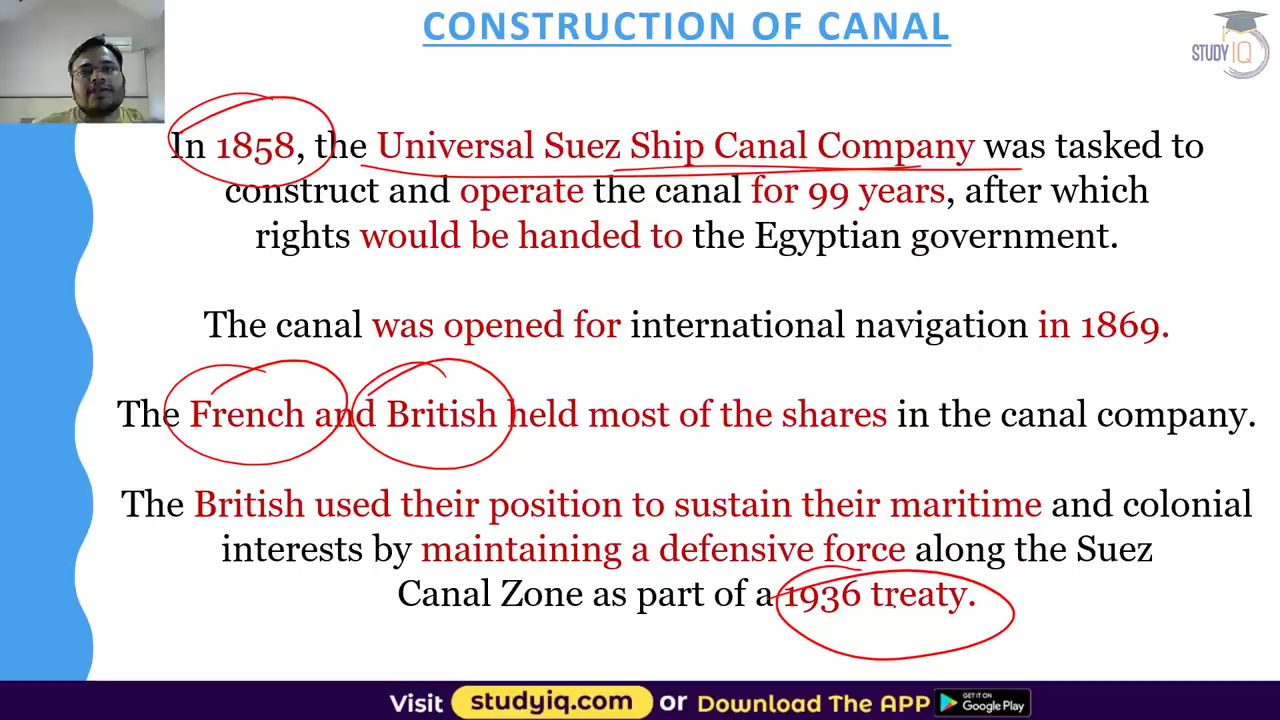 CONSTRUCTION OF CANAL
STUDY IQ
In 1858, the Universal Suez Ship Canal Company was tasked to
construct and operate the canal for 99 years, after which
rights would be handed to the Egyptian government.
The canal was opened for international navigation in 1869.
The French and British held most of the shares in the canal company.
The British used their position to sustain their maritime and colonial
interests by maintaining a defensive force along the Suez
Canal Zone as part of a 1936 treaty.
Visit studyiq.com or Download The APP GET IT ON Google Play